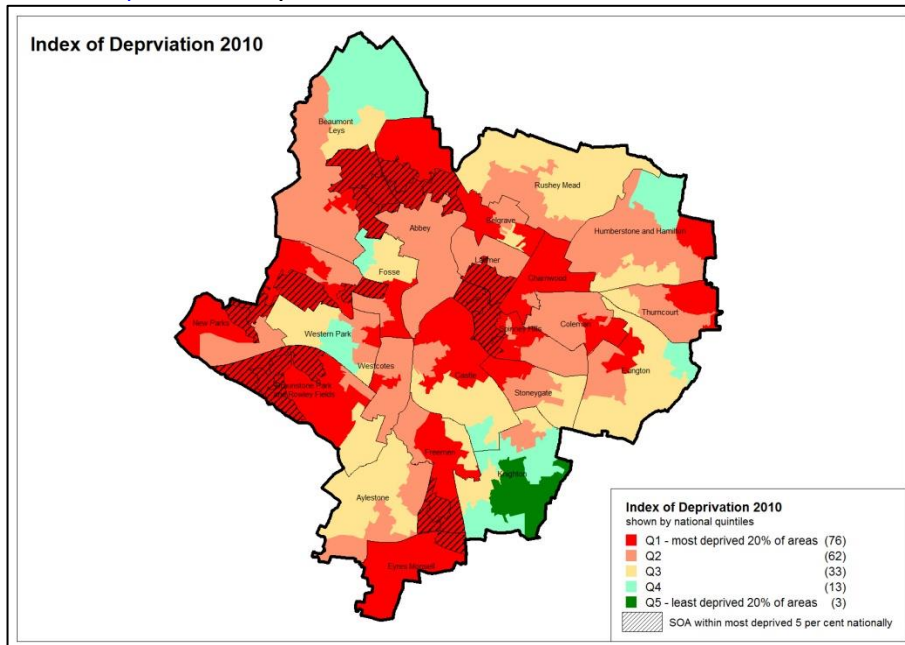 Index of Deprviation 2010
Beaumont
Leys
Rushey Mead
Abbey
Belgrave
Humberstone and Hamilton
Latimer
Fosse
Charnwood
New Parks
Western Park
Spinney Hills
Coleman
Thurncourt
Westcotes
Castle
Evington
Braunstone Park
and Rowley Fields
Stoneygate
Freemen
Knighton
Aylestone
Eyres Monsell
Index of Deprivation 2010
shown by national quintiles
Q1 - most deprived 20% of areas (76)
Q2 (62)
Q3 (33)
Q4 (13)
Q5 - least deprived 20% of areas (3)
SOA within most deprived 5 per cent nationally